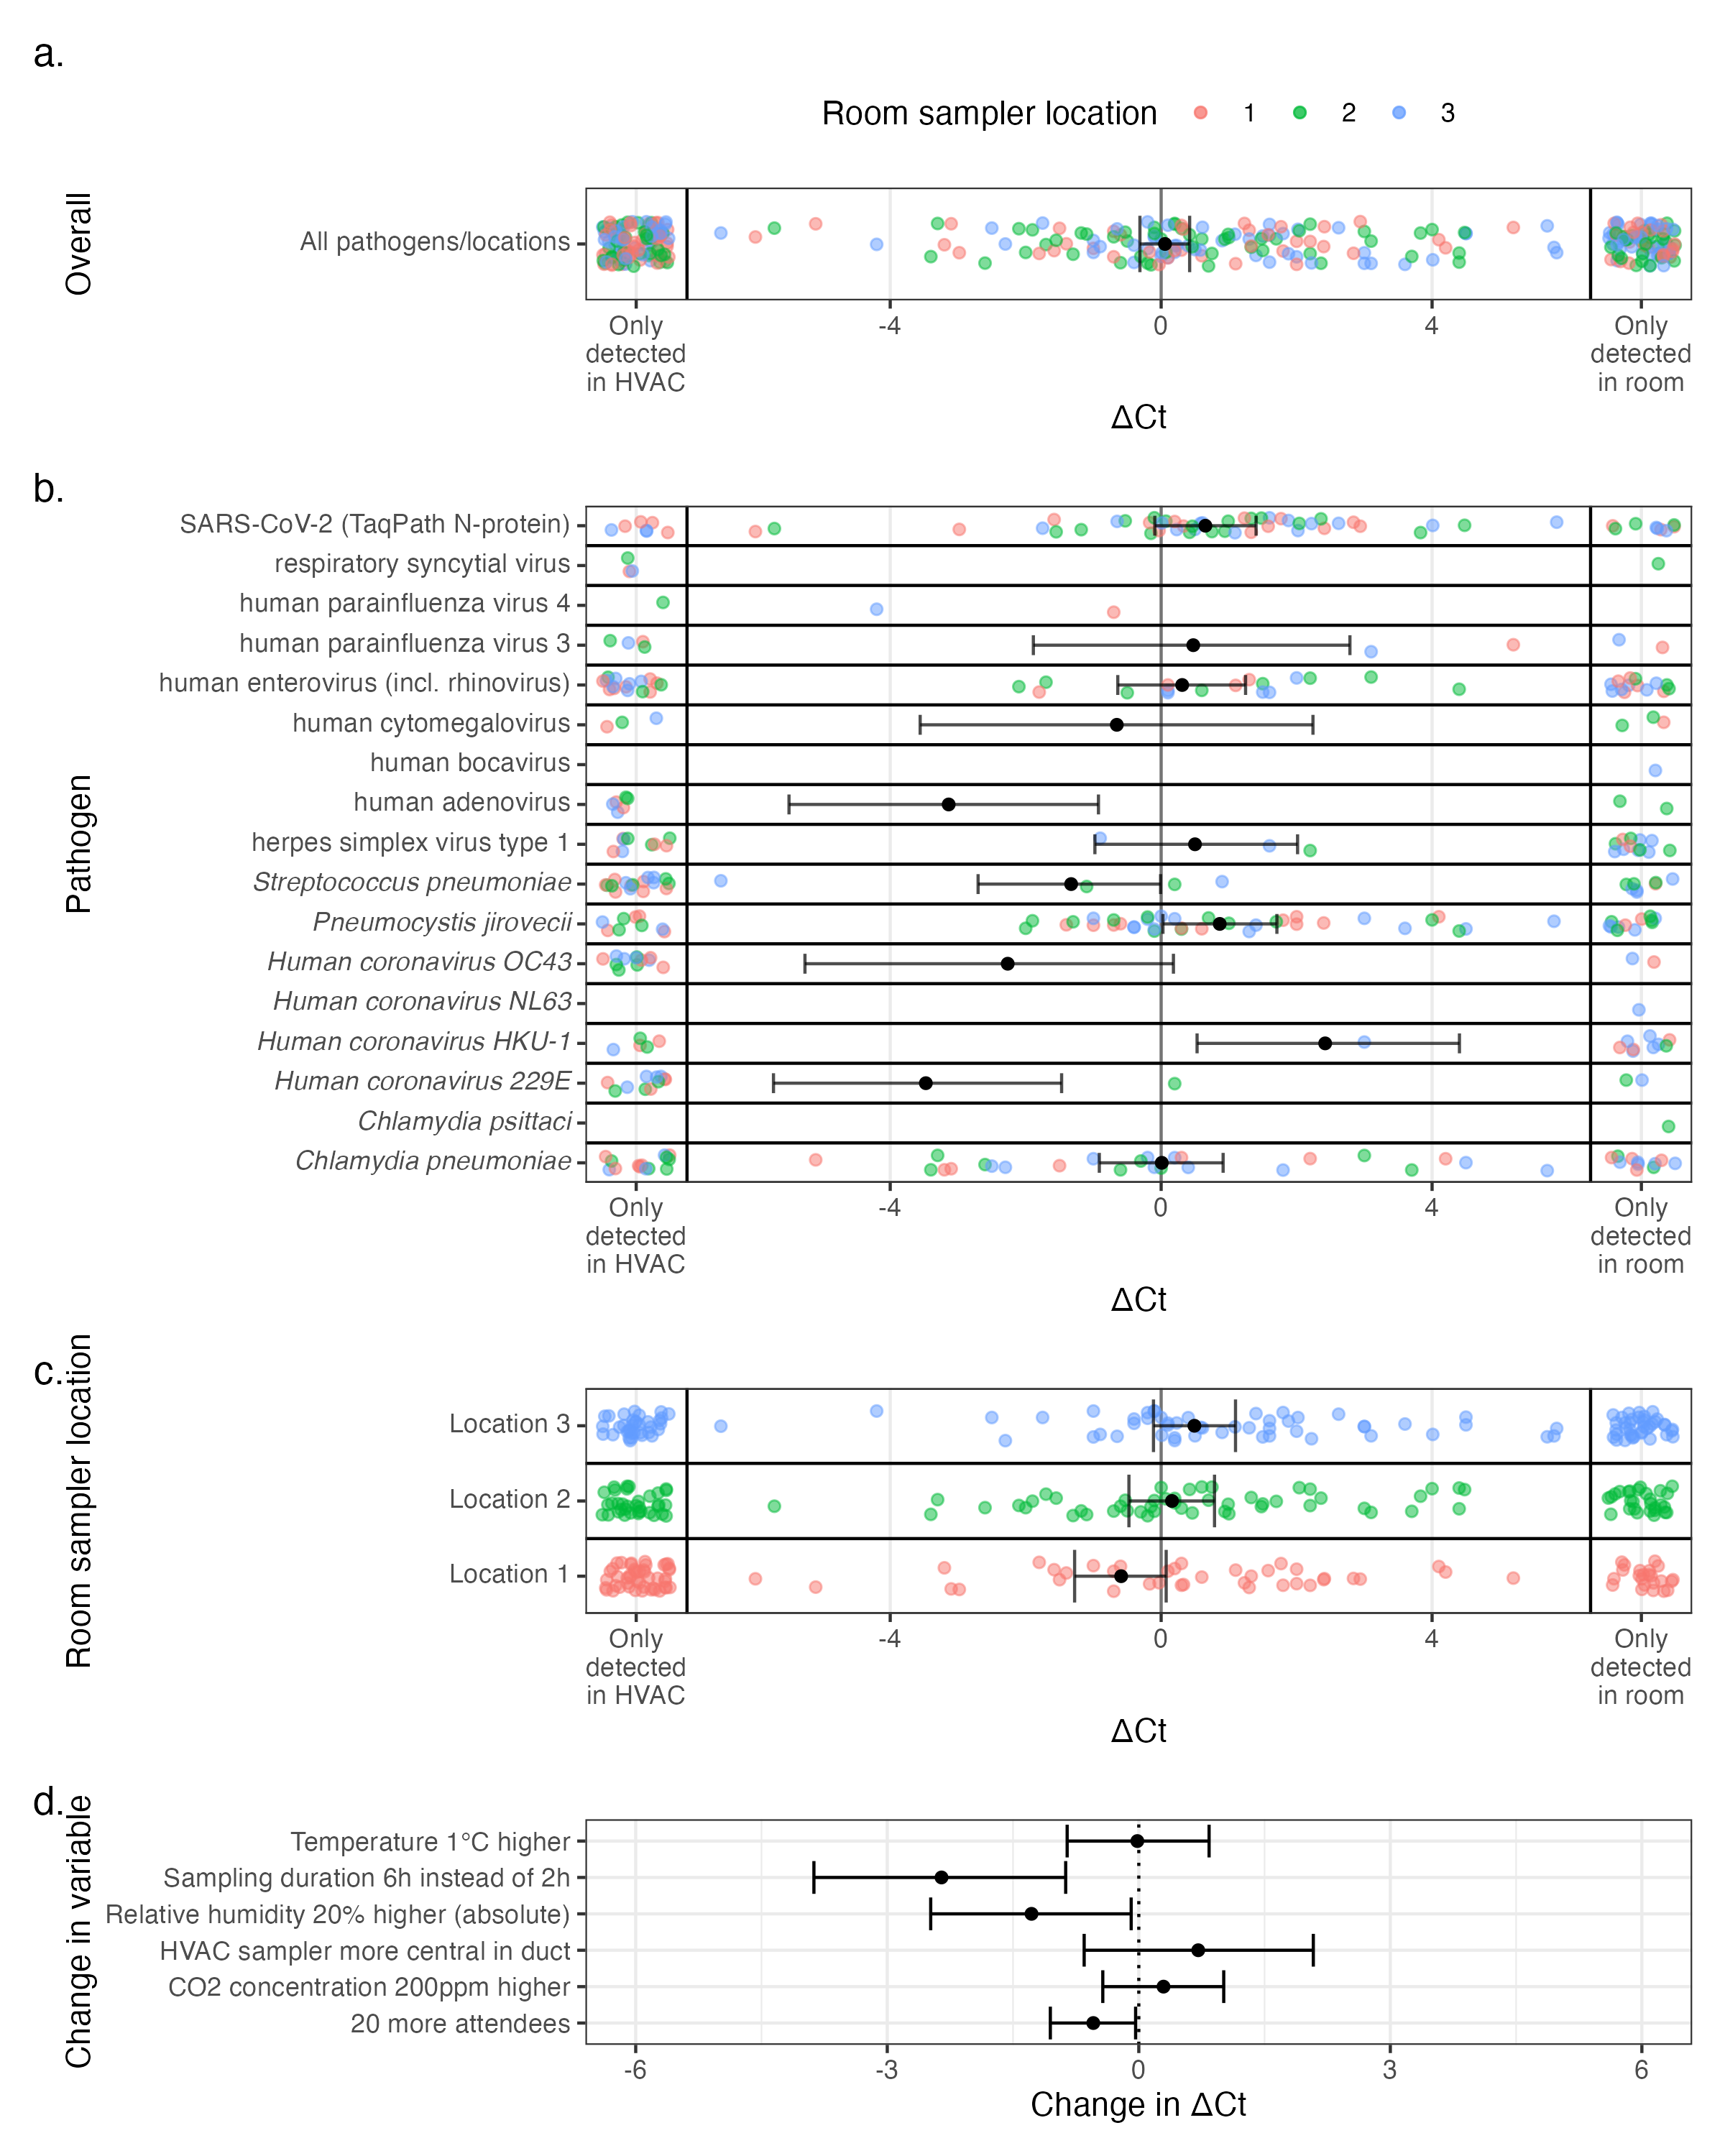 a.
Room sampler location 1 2 3
Overall
All pathogens/locations
Only detected in HVAC
-4
0
4
Only detected in room
ΔCt
b.
Pathogen
SARS-CoV-2 (TaqPath N-protein)
respiratory syncytial virus
human parainfluenza virus 4
human parainfluenza virus 3
human enterovirus (incl. rhinovirus)
human cytomegalovirus
human bocavirus
human adenovirus
herpes simplex virus type 1
Streptococcus pneumoniae
Pneumocystis jirovecii
Human coronavirus OC43
Human coronavirus NL63
Human coronavirus HKU-1
Human coronavirus 229E
Chlamydia psittaci
Chlamydia pneumoniae
Only detected in HVAC
-4
0
4
Only detected in room
ΔCt
c.
Room sampler location
Location 3
Location 2
Location 1
Only detected in HVAC
-4
0
4
Only detected in room
ΔCt
d.
Change in variable
Temperature 1°C higher
Sampling duration 6h instead of 2h
Relative humidity 20% higher (absolute)
HVAC sampler more central in duct
CO2 concentration 200ppm higher
20 more attendees
-6
-3
0
3
6
Change in ΔCt